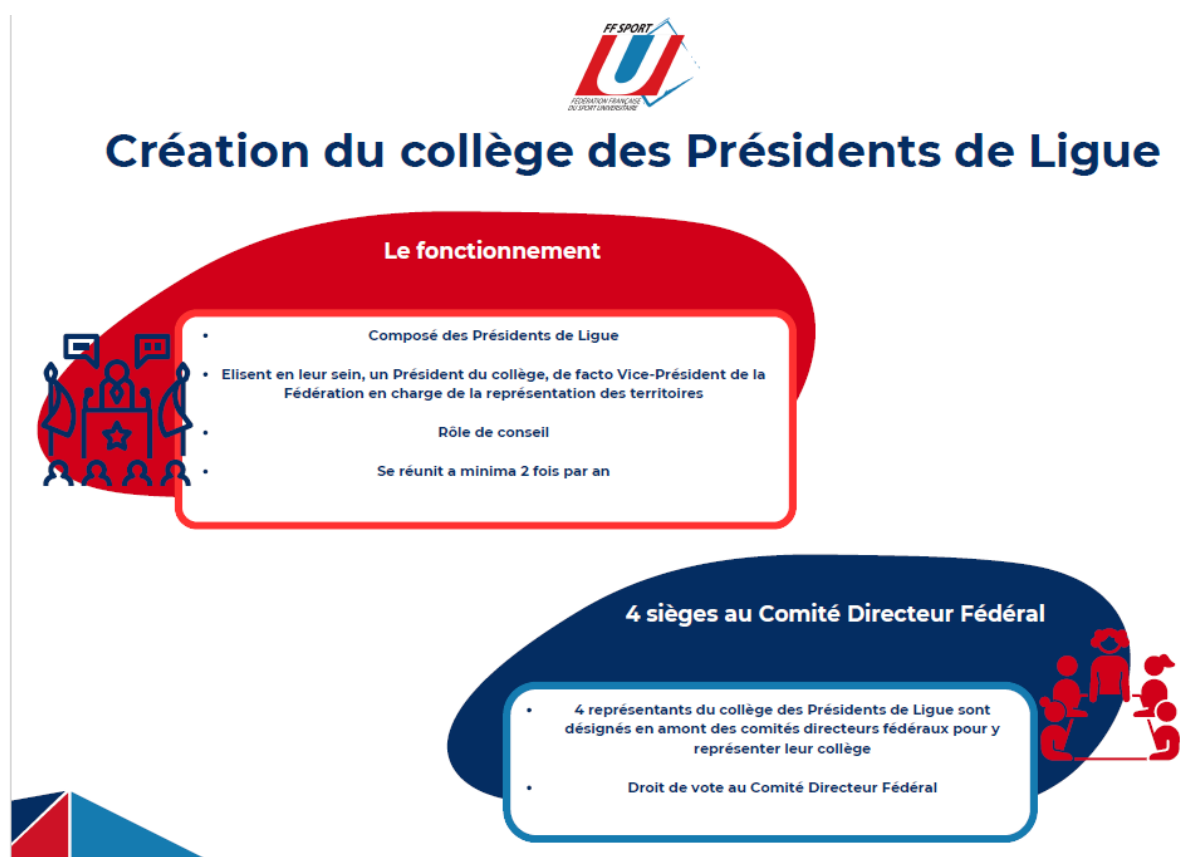 FF SPORT
U
FÉDÉRATION FRANÇAISE
DU SPORT UNIVERSITAIRE
Création du collège des Présidents de Ligue
Le fonctionnement
• Composé des Présidents de Ligue
• Elisent en leur sein, un Président du collège, de facto Vice-Président de la
Fédération en charge de la représentation des territoires
• Rôle de conseil
• Se réunit a minima 2 fois par an
4 sièges au Comité Directeur Fédéral
• 4 représentants du collège des Présidents de Ligue sont
désignés en amont des comités directeurs fédéraux pour y
représenter leur collège
• Droit de vote au Comité Directeur Fédéral